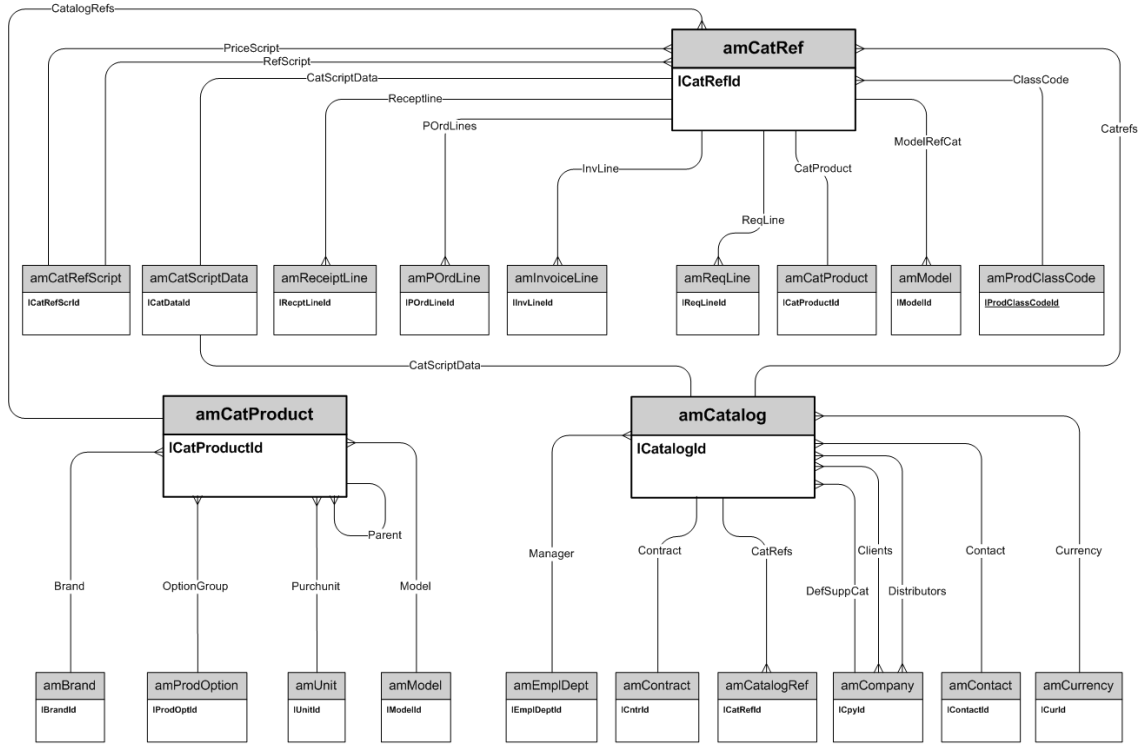 CatalogRefs
amCatRef
lCatRefId
PriceScript
RefScript
CatScriptData
Receptline
POrdLines
InvLine
ReqLine
CatProduct
ModelRefCat
ClassCode
Catrefs
amCatRefScript
lCatRefScrId
amCatScriptData
lCatDataId
amReceiptLine
lRecptLineId
amPOrdLine
lPOrdLineId
amInvoiceLine
lInvLineId
amReqLine
lReqLineId
amCatProduct
lCatProductId
amModel
lModelId
amProdClassCode
lProdClassCodeId
CatScriptData
amCatProduct
lCatProductId
amCatalog
lCatalogId
Parent
Brand
OptionGroup
Purchunit
Model
Manager
Contract
CatRefs
DefSuppCat
Clients
Distributors
Contact
Currency
amBrand
lBrandId
amProdOption
lProdOptId
amUnit
lUnitId
amModel
lModelId
amEmplDept
lEmplDeptId
amContract
lCntrId
amCatalogRef
lCatRefId
amCompany
lCpyId
amContact
lContactId
amCurrency
lCurId